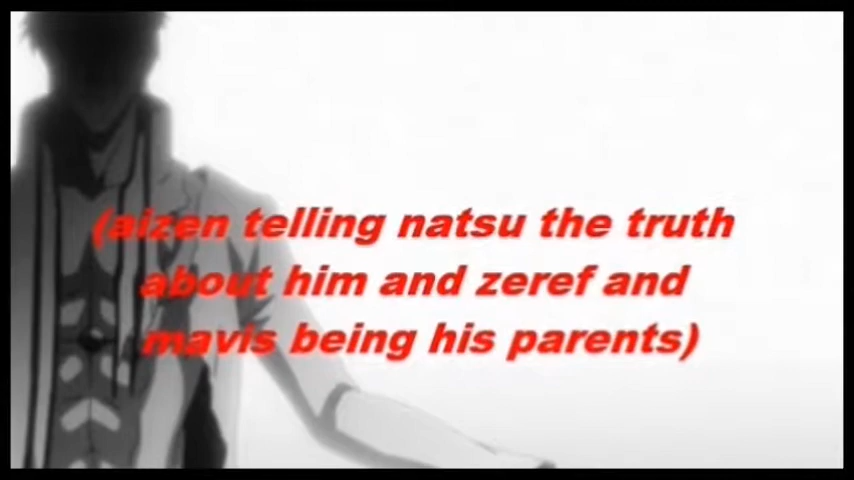 (aizen telling natsu the truth
about him and zeref and
mavis being his parents)